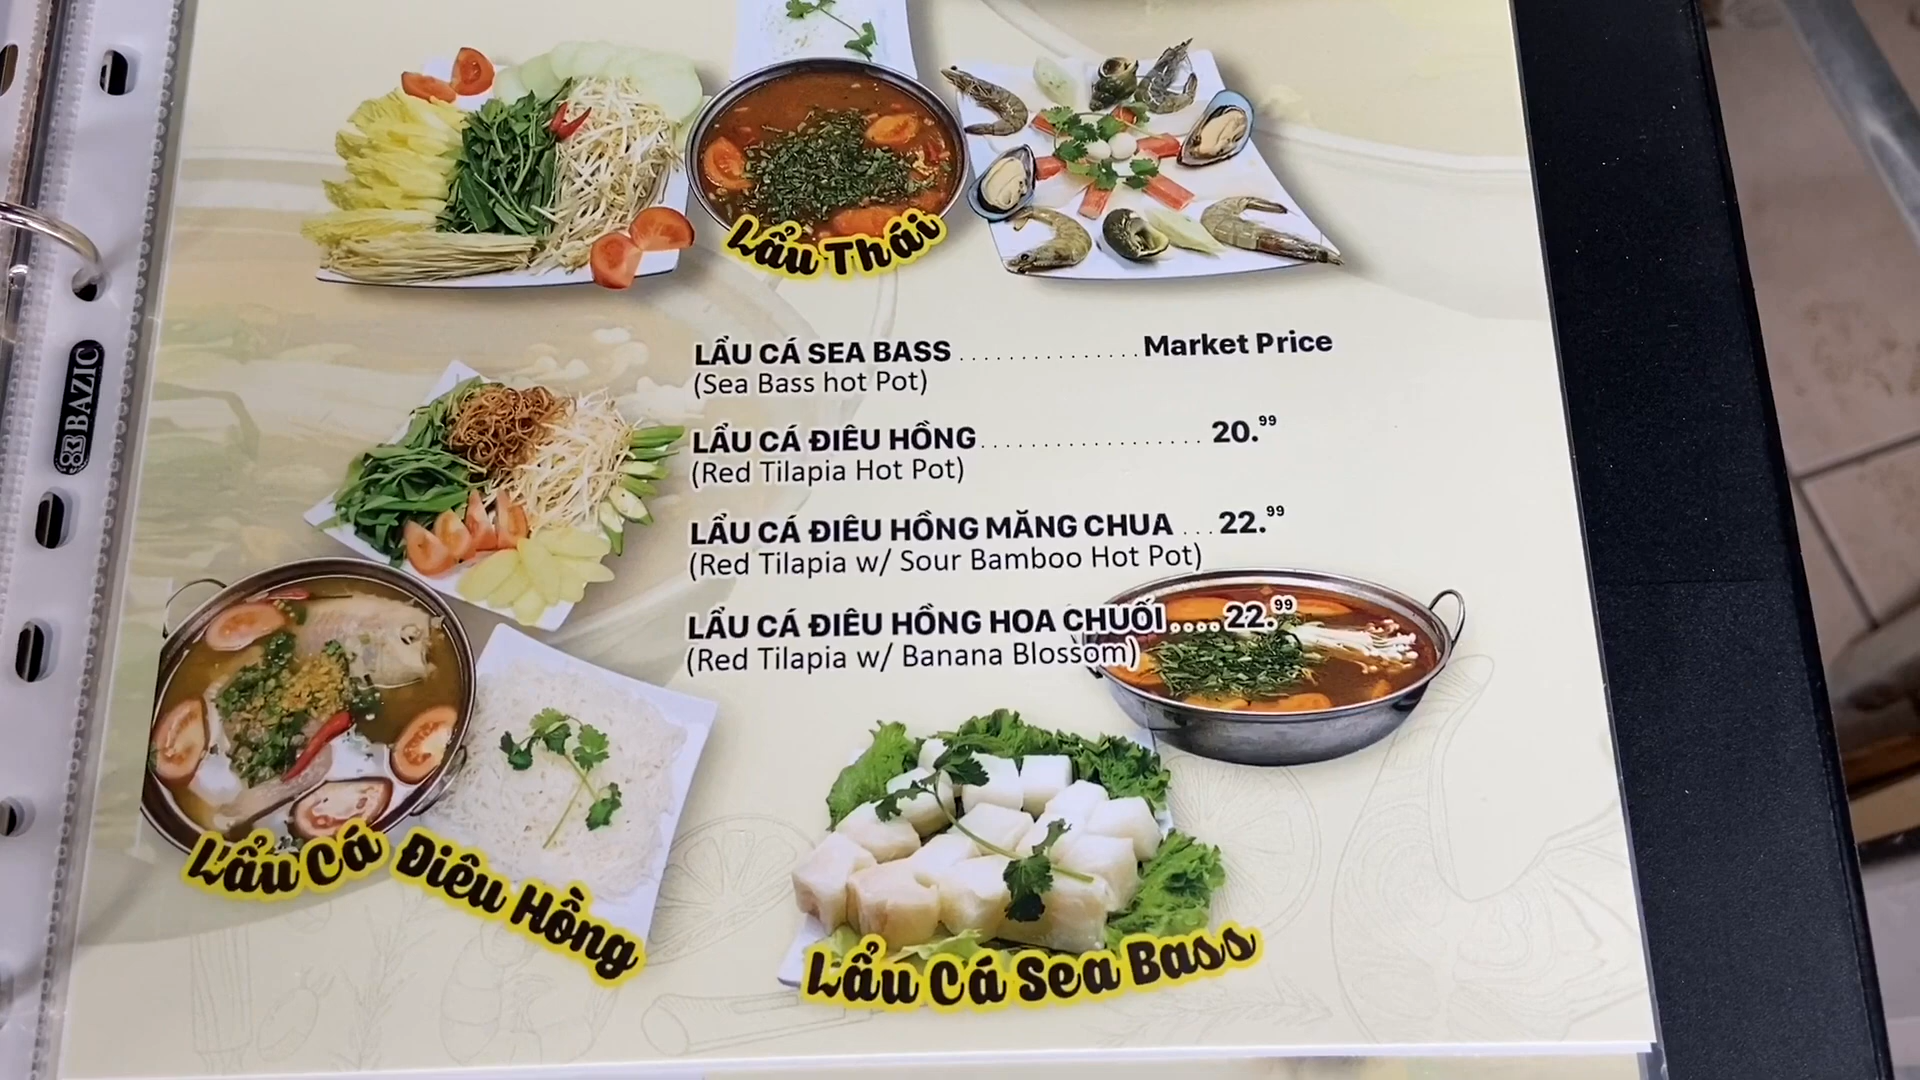 Lẩu Thái
LẨU CÁ SEA BASS ............... Market Price
(Sea Bass hot Pot)
LẨU CÁ ĐIÊU HỒNG.................. 20.99
(Red Tilapia Hot Pot)
LẨU CÁ ĐIÊU HỒNG MĂNG CHUA ... 22.99
(Red Tilapia w/ Sour Bamboo Hot Pot)
LẨU CÁ ĐIÊU HỒNG HOA CHUỐI .... 22.99
(Red Tilapia w/ Banana Blossom)
Lẩu Cá Điêu Hồng
Lẩu Cá Sea Bass
BAZIC